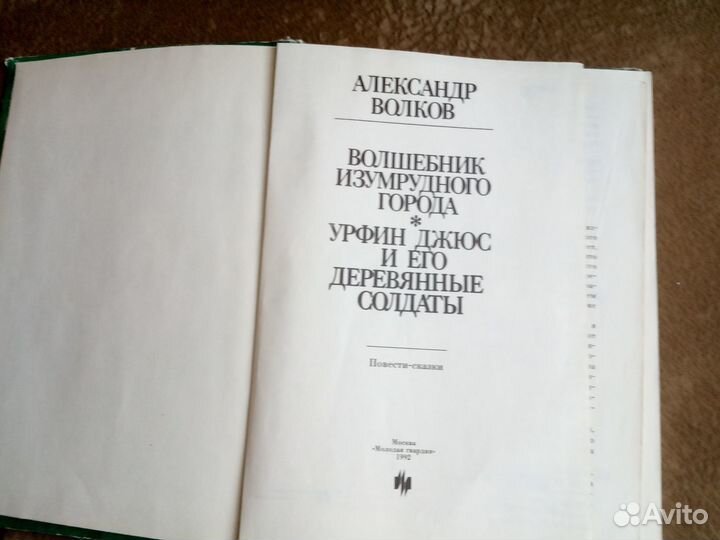 АЛЕКСАНДР
ВОЛКОВ
ВОЛШЕБНИК
ИЗУМРУДНОГО
ГОРОДА
*
УРФИН ДЖЮС
И ЕГО
ДЕРЕВЯННЫЕ
СОЛДАТЫ
Повести-сказки
Москва
«Молодая гвардия»
1992
Avito